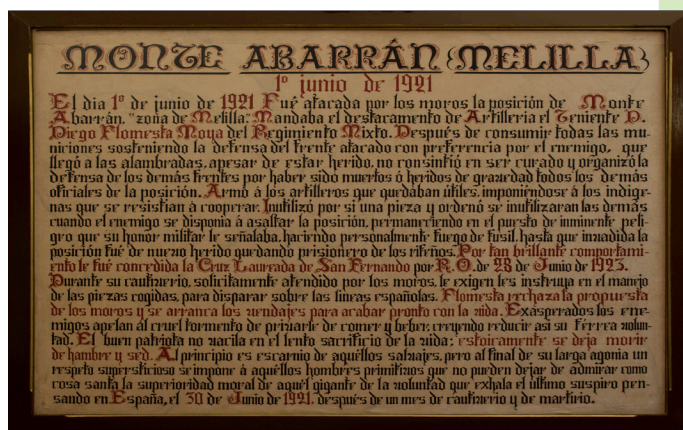 MONTE ABARRÁN (MELILLA)
1º junio de 1921
El dia 1º de junio de 1921 Fué atacada por los moros la posición de Monte
Abarrán, "zona de Melilla". Mandaba el destacamento de Artillería el Teniente D.
Diego Flomesta Moya del Regimiento Mixto. Después de consumir todas las mu-
niciones sosteniendo la defensa del frente atacado con preferencia por el enemigo, que
llegó a las alambradas, apesar de estar herido, no consintió en ser curado y organizó la
defensa de los demás frentes por haber sido muertos ó heridos de gravedad todos los demás
oficiales de la posición. Armó á los artilleros que quedában útiles, imponiéndose á los indige-
nas que se resistian à cooperar. Inutilizó por si una pieza y ordenó se inutilizaran las demás
cuando el enemigo se disponia á asaltar la posición, permaneciendo en el puesto de inminente peli-
gro que su honor militar le señalaba, haciendo personalmente fuego de fusil, hasta que invadida la
posición fué de nuevo herido quedando prisionero de los rifeños. Por tan brillante comportami-
ento le fué concedida la Cruz Laureada de San Fernando por R.O. de 28 de Junio de 1923.
Durante su cautiverio, solicitamente atendido por los moros, le exigen les instruya en el manejo
de las piezas cogidas, para disparar sobre las lineas españolas. Flomesta rechaza la propuesta
de los moros y se arranca los vendajes para acabar pronto con la vida. Exásperados los ene-
migos apelan ál cruel tormento de privarle de comer y beber, creyendo reducir asi su férrea volun-
tad. El buen patriota no vacila en el lento sacrificio de la vida; estoicamente se deja morir
de hambre y sed. Al principio es escarnio de aquéllos salvajes, pero al final de su larga agonia un
respeto supersticioso se impone á aquéllos hombres primitivos que no pueden dejar de admirar como
cosa santa la superioridad moral de aquél gigante de la voluntad que exhala el último suspiro pen-
sando en España, el 30 de Junio de 1921, después de un mes de cautiverio y de martirio.